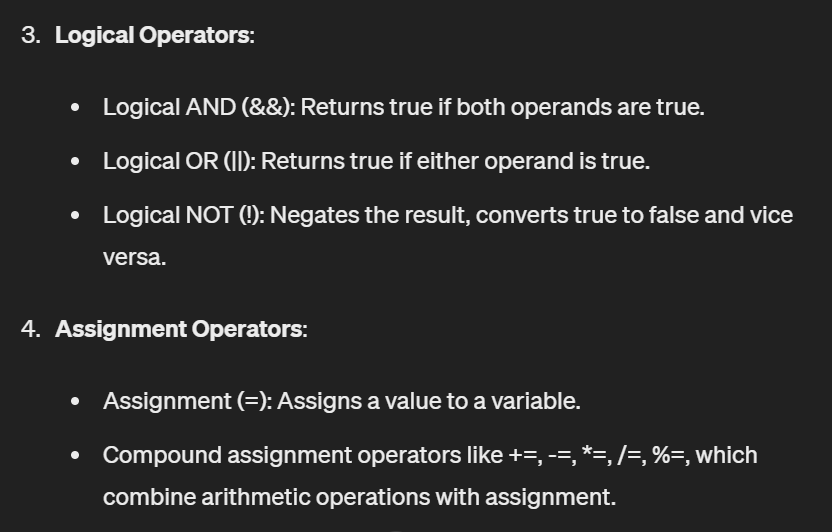 3. Logical Operators:
• Logical AND (&&): Returns true if both operands are true.
• Logical OR (||): Returns true if either operand is true.
• Logical NOT (!): Negates the result, converts true to false and vice
versa.
4. Assignment Operators:
• Assignment (=): Assigns a value to a variable.
• Compound assignment operators like +=, -=, *=, /=, %=, which
combine arithmetic operations with assignment.